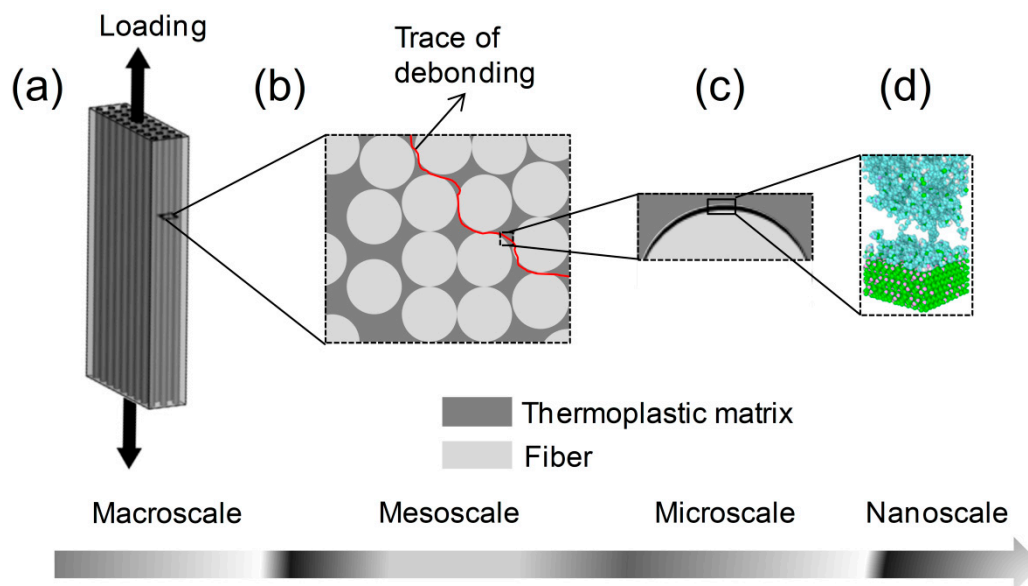 Loading
Trace of
debonding
(a)
(b)
(c)
(d)
Thermoplastic matrix
Fiber
Macroscale
Mesoscale
Microscale
Nanoscale